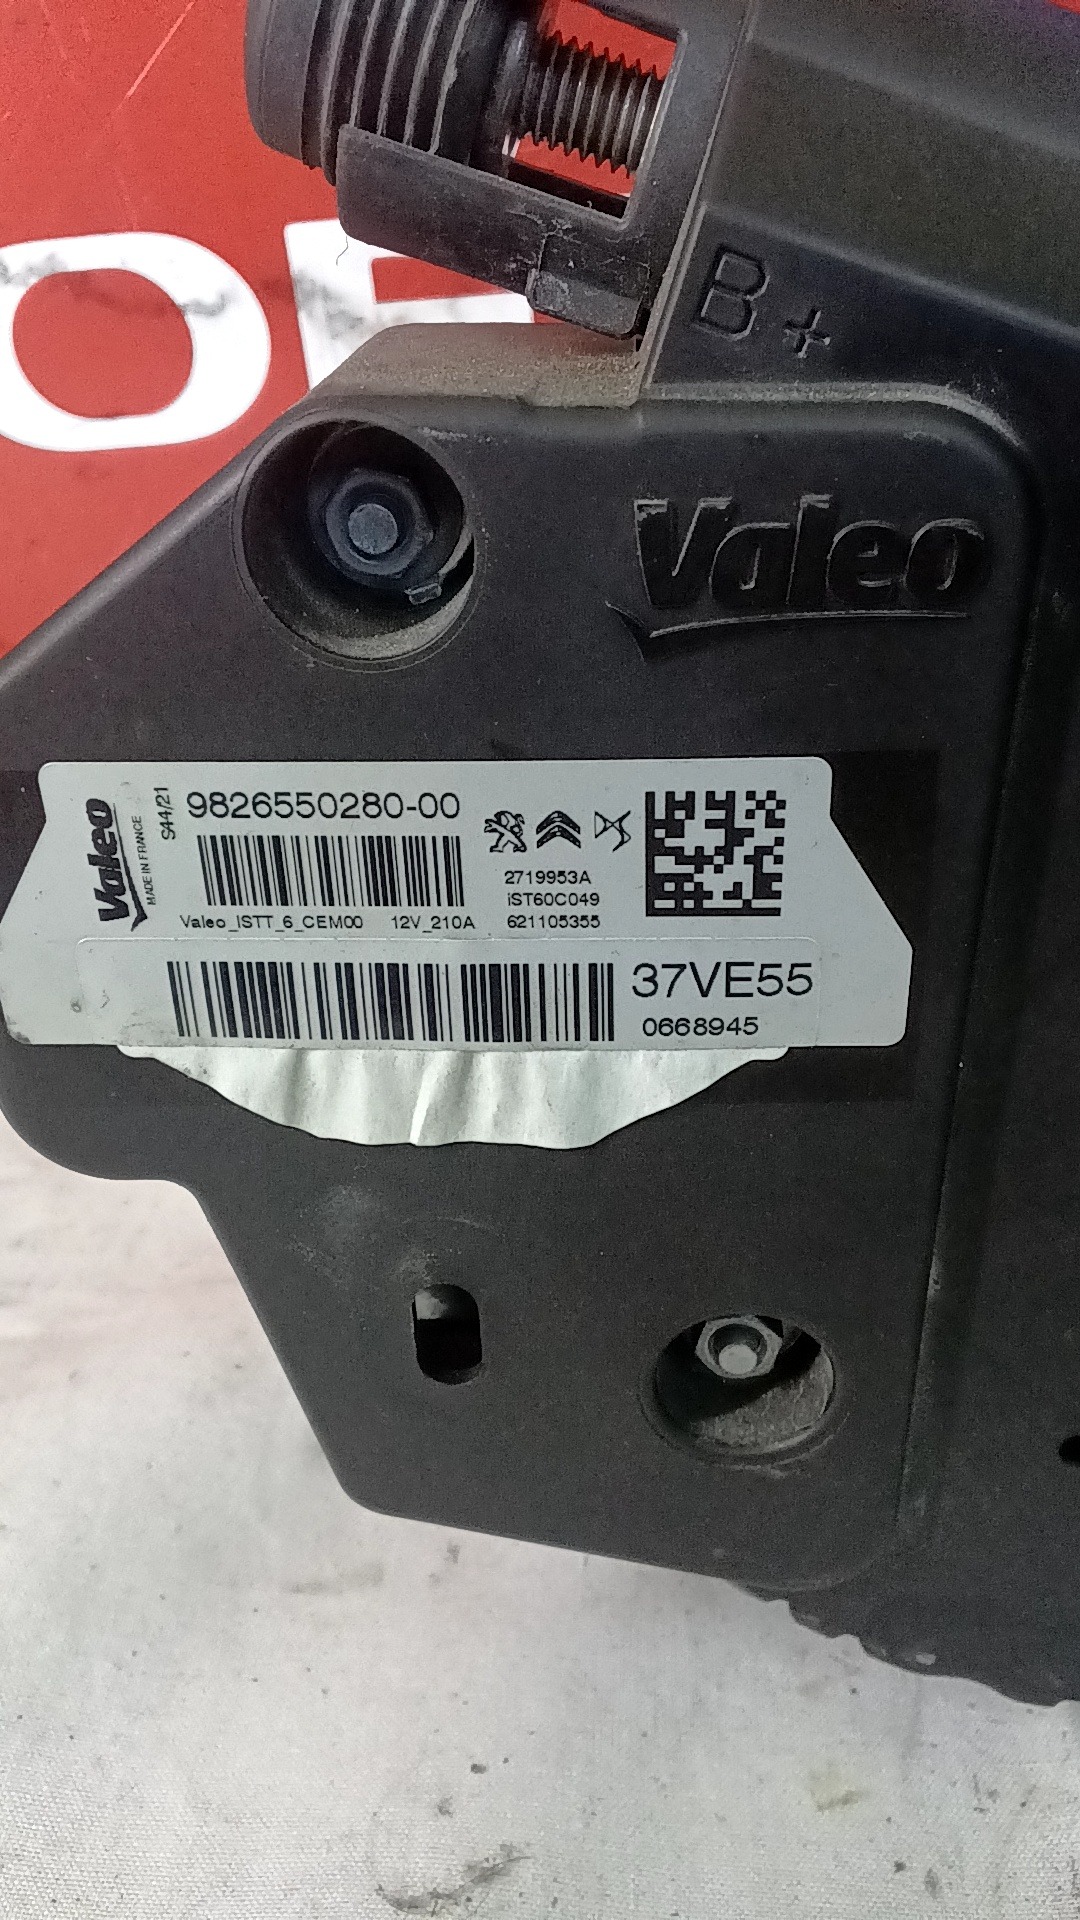 B+
Valeo
Valeo
MADE IN FRANCE
S44/21
9826550280-00
2719953A
iST60C049
Valeo_ISTT_6_CEM00 12V_210A 621105355
37VE55
0668945